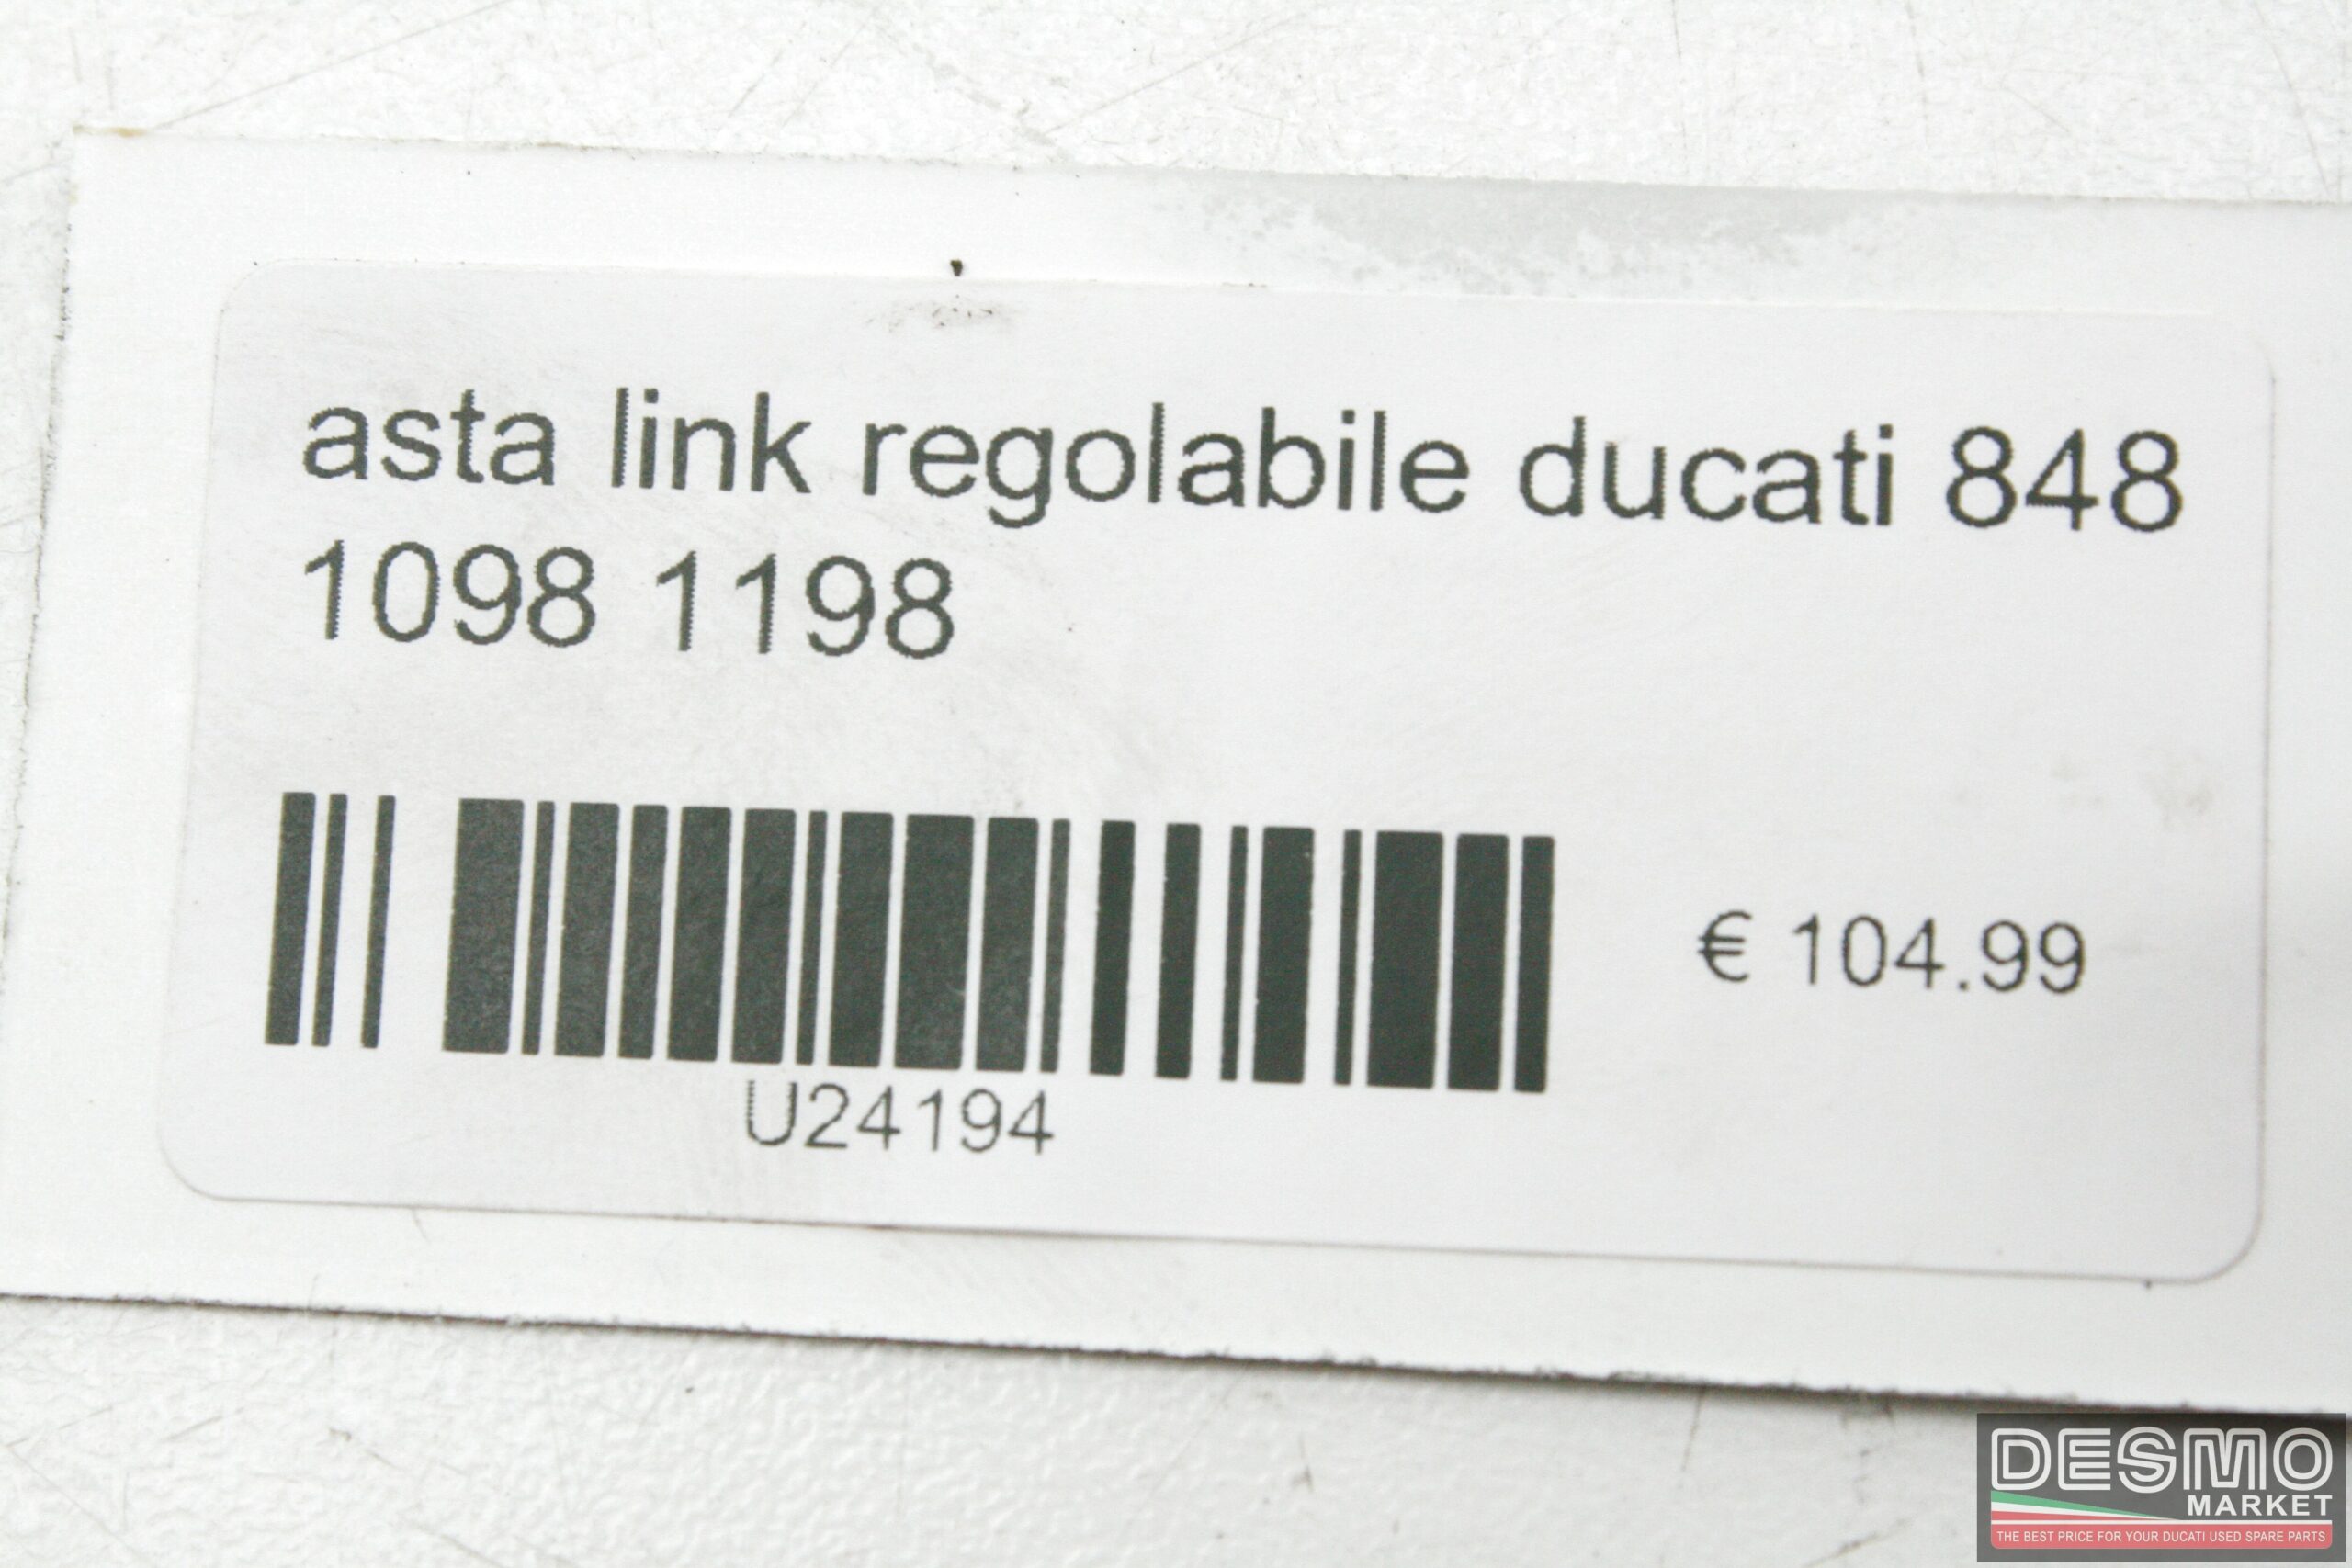 asta link regolabile ducati 848
1098 1198
€ 104.99
U24194
DESMO
MARKET
THE BEST PRICE FOR YOUR DUCATI USED SPARE PARTS